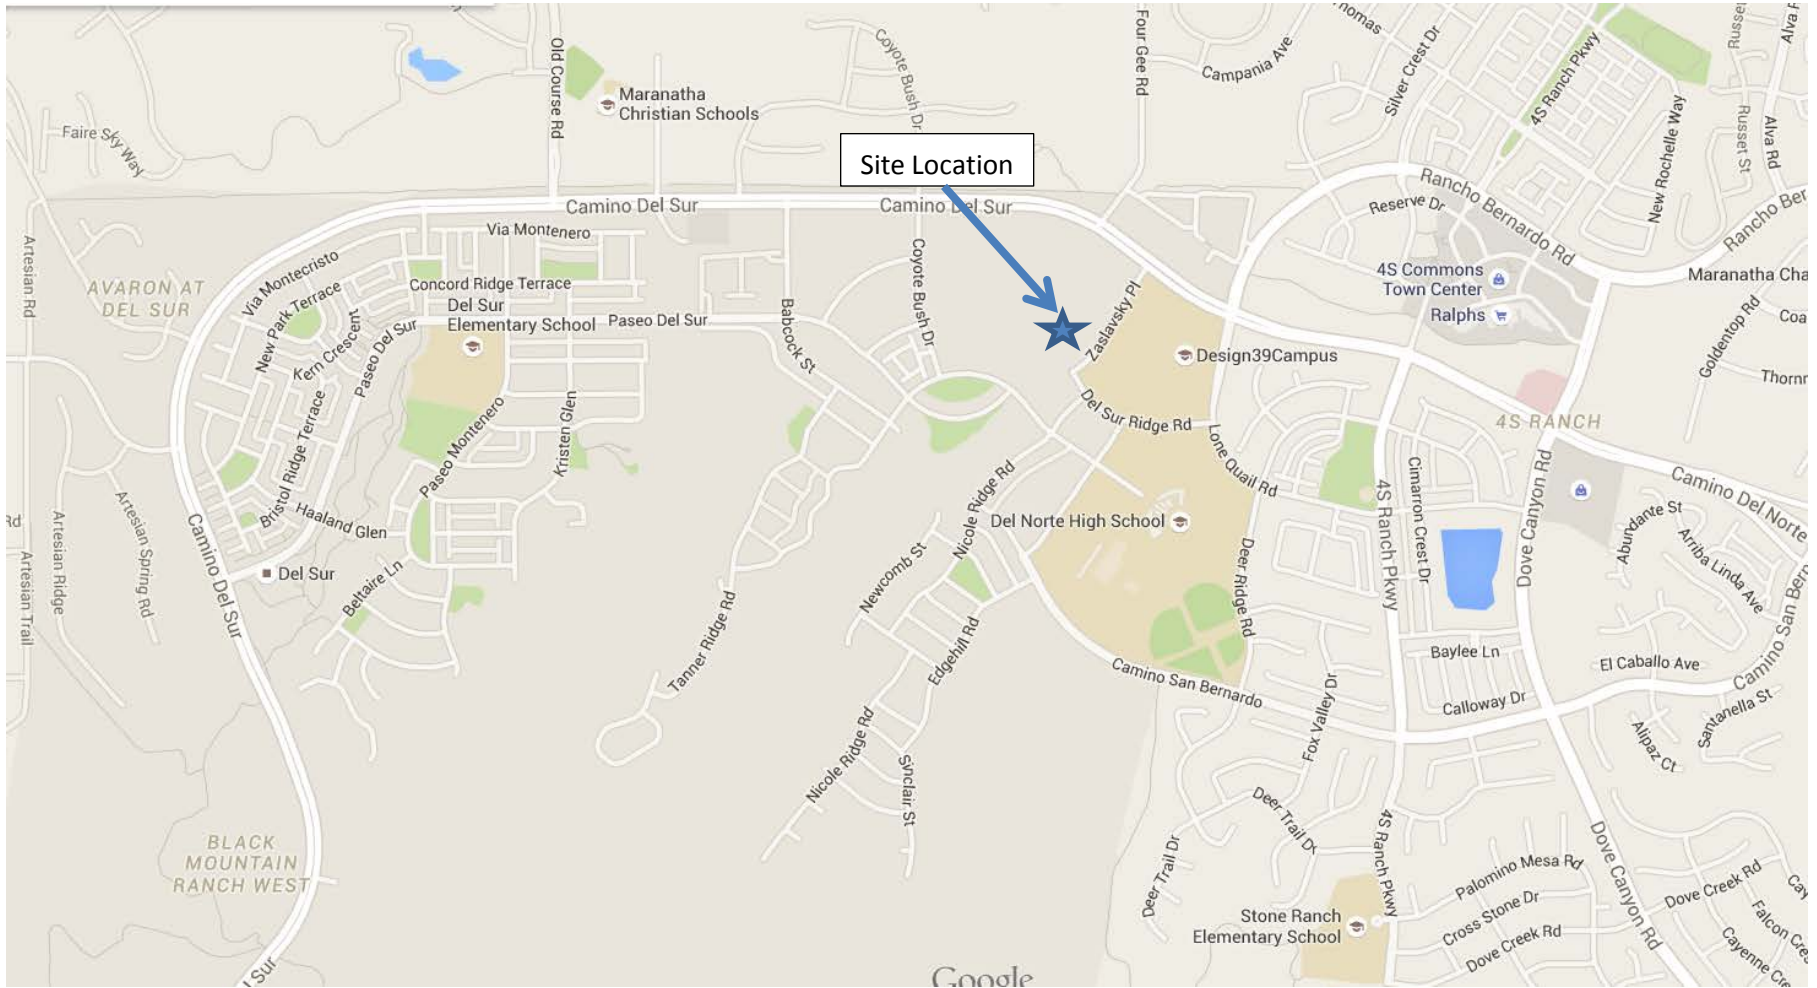 Old Course Rd
Coyote Bush Dr
Four Gee Rd
Campania Ave
Silver Crest Dr
4S Ranch Pkwy
Alva
Maranatha
Christian Schools
Faire Sky Way
Site Location
New Rochelle Way
Russet St
Alva Rd
Camino Del Sur
Camino Del Sur
Reserve Dr
Rancho Bernardo Rd
Rancho Ber
Via Montenero
Artesian Rd
AVARON AT
DEL SUR
Via Montecristo
New Park Terrace
Kern Crescent
Concord Ridge Terrace
Del Sur
Elementary School
Paseo Del Sur
Paseo Del Sur
Babcock St
Coyote Bush Dr
Zaslavsky Pl
4S Commons
Town Center
Ralphs
Maranatha Cha
Goldentop Rd
Coa
Thorn
Design39Campus
Del Sur Ridge Rd
4S RANCH
Bristol Ridge Terrace
Paseo Montenero
Kristen Glen
Lone Quail Rd
Cimarron Crest Dr
4S Ranch Pkwy
Dove Canyon Rd
Camino Del Norte
Nicole Ridge Rd
Del Norte High School
Haaland Glen
Rd
Artesian Ridge
Artesian Spring Rd
Artesian Trail
Camino Del Sur
Del Sur
Beltaire Ln
Newcomb St
Deer Ridge Rd
Abundante St
Arriba Linda Ave
Camino San Bern
Tanner Ridge Rd
Edgehill Rd
Camino San Bernardo
Baylee Ln
El Caballo Ave
Calloway Dr
Santanella St
Alipaz Ct
Fox Valley Dr
Nicole Ridge Rd
Sinclair St
Deer Trail Dr
Deer Trail Dr
4S Ranch Pkwy
Dove Canyon Rd
BLACK
MOUNTAIN
RANCH WEST
Palomino Mesa Rd
Cross Stone Dr
Dove Creek Rd
Dove Creek Rd
Falcon Cres
Cayenne Cre
Stone Ranch
Elementary School
Sur
Google